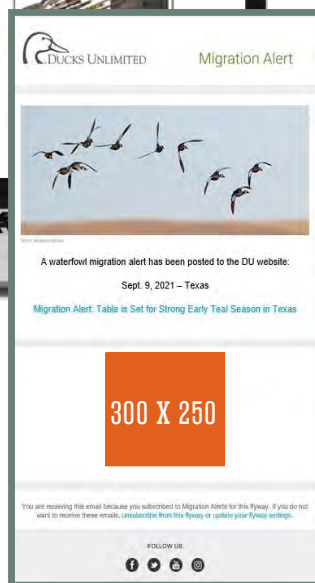 DUCKS UNLIMITED
Migration Alert
A waterfowl migration alert has been posted to the DU website:
Sept. 9, 2021 – Texas
Migration Alert: Table is Set for Strong Early Teal Season in Texas
300 X 250
You are receiving this email because you subscribed to Migration Alerts for this flyway. If you do not
want to receive these emails, unsubscribe from this flyway or update your flyway settings.
FOLLOW US